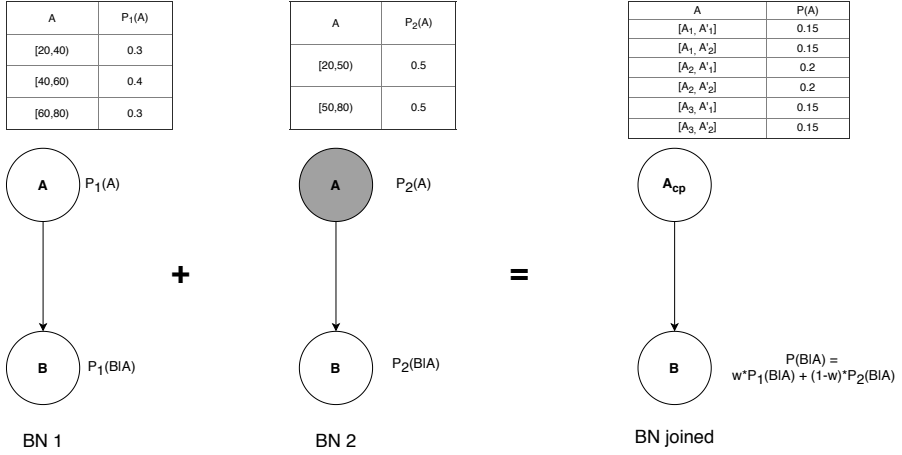 A P₁(A)
[20,40) 0.3
[40,60) 0.4
[60,80) 0.3
A P₂(A)
[20,50) 0.5
[50,80) 0.5
A P(A)
[A₁, A'₁] 0.15
[A₁, A'₂] 0.15
[A₂, A'₁] 0.2
[A₂, A'₂] 0.2
[A₃, A'₁] 0.15
[A₃, A'₂] 0.15
A P₁(A)
A P₂(A)
A_cp
+
=
B P₁(B|A)
B P₂(B|A)
B
P(B|A) =
w*P₁(B|A) + (1-w)*P₂(B|A)
BN 1
BN 2
BN joined